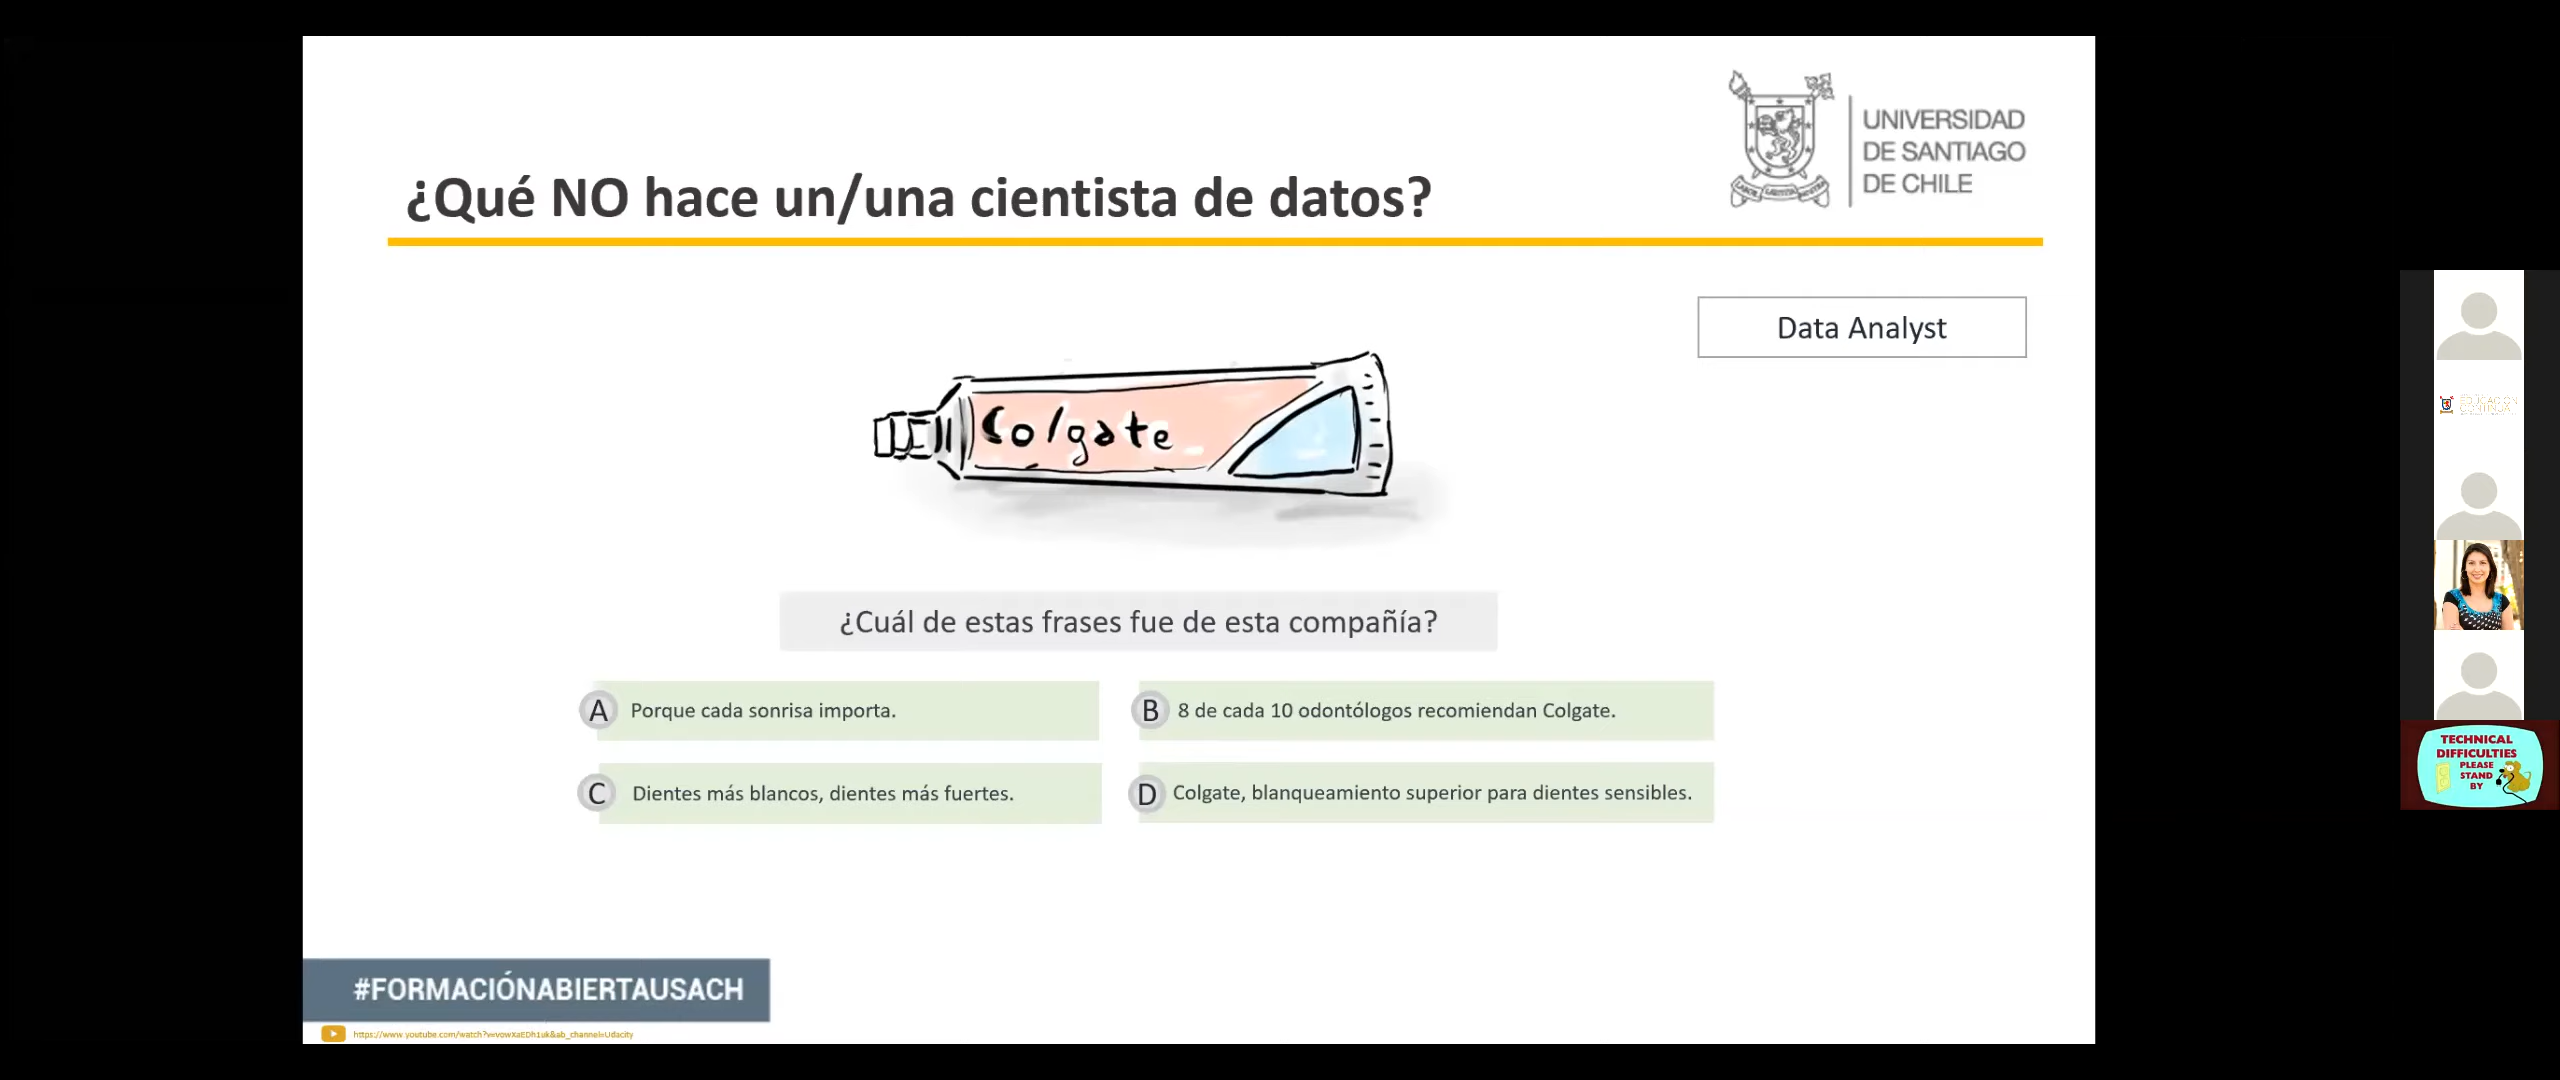 UNIVERSIDAD
DE SANTIAGO
DE CHILE
¿Qué NO hace un/una cientista de datos?
Data Analyst
Colgate
¿Cuál de estas frases fue de esta compañía?
A Porque cada sonrisa importa.
B 8 de cada 10 odontólogos recomiendan Colgate.
C Dientes más blancos, dientes más fuertes.
D Colgate, blanqueamiento superior para dientes sensibles.
#FORMACIÓNABIERTAUSACH
EDUCACIÓN
CONTINUA
TECHNICAL
DIFFICULTIES
PLEASE
STAND
BY